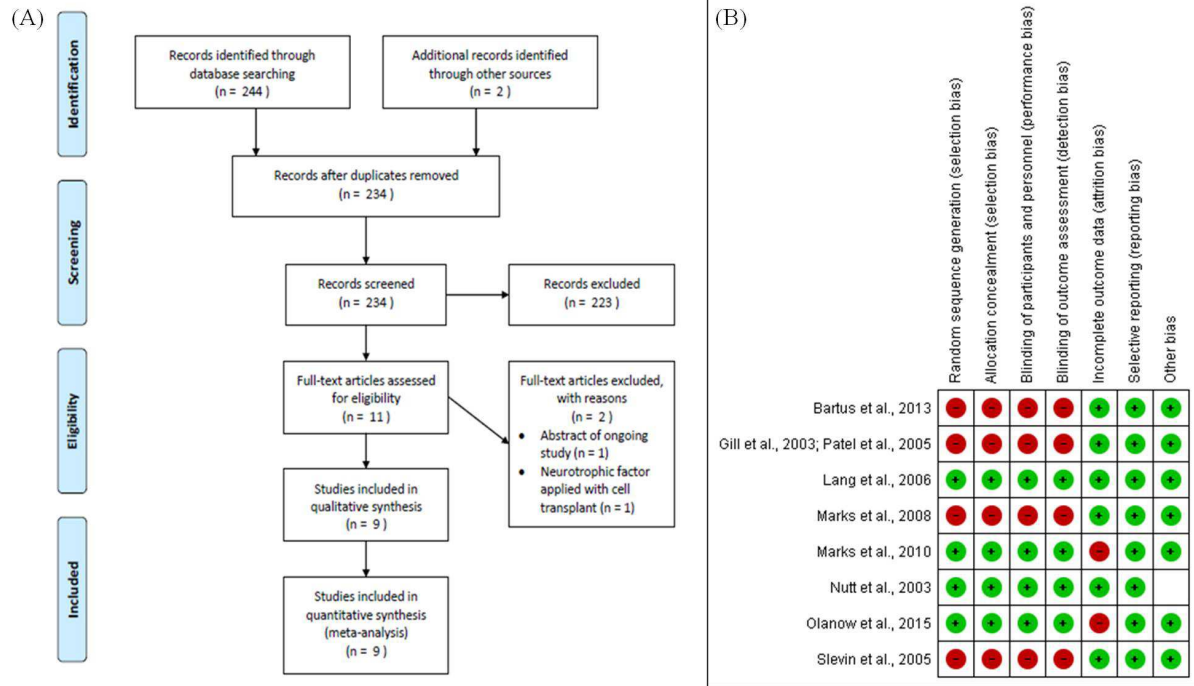 (A)
Identification
Records identified through
database searching
(n = 244)
Additional records identified
through other sources
(n = 2)
Records after duplicates removed
(n = 234)
Screening
Records screened
(n = 234)
Records excluded
(n = 223)
Eligibility
Full-text articles assessed
for eligibility
(n = 11)
Full-text articles excluded,
with reasons
(n = 2)
• Abstract of ongoing
study (n = 1)
• Neutrophic factor
applied with cell
transplant (n = 1)
Studies included in
qualitative synthesis
(n = 9)
Included
Studies included in
quantitative synthesis
(meta-analysis)
(n = 9)
(B)
Random sequence generation (selection bias)
Allocation concealment (selection bias)
Blinding of participants and personnel (performance bias)
Blinding of outcome assessment (detection bias)
Incomplete outcome data (attrition bias)
Selective reporting (reporting bias)
Other bias
Bartus et al., 2013 - - - - + + +
Gill et al., 2003; Patel et al., 2005 - - - - + + +
Lang et al., 2006 + + + + + + +
Marks et al., 2008 - - - - + + +
Marks et al., 2010 + + + + - + +
Nutt et al., 2003 + + + + + +
Olanow et al., 2015 + + + + - + +
Slevin et al., 2005 - - - - + + +